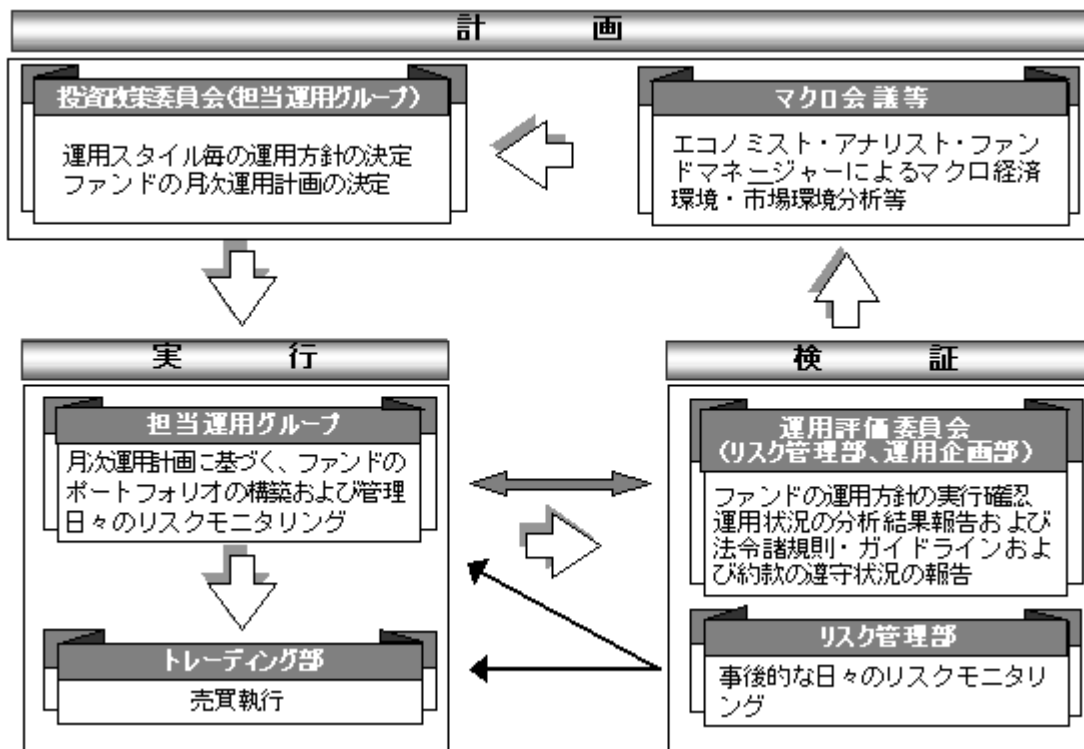 計画
投資政策委員会(担当運用グループ)
運用スタイル毎の運用方針の決定
ファンドの月次運用計画の決定
マクロ会議等
エコノミスト・アナリスト・ファン
ドマネージャーによるマクロ経済
環境・市場環境分析等
実行
担当運用グループ
月次運用計画に基づく、ファンドの
ポートフォリオの構築および管理
日々のリスクモニタリング
トレーディング部
売買執行
検証
運用評価委員会
(リスク管理部、運用企画部)
ファンドの運用方針の実行確認
運用状況の分析結果報告および
法令諸規則・ガイドラインおよ
び約款の遵守状況の報告
リスク管理部
事後的な日々のリスクモニタリ
ング